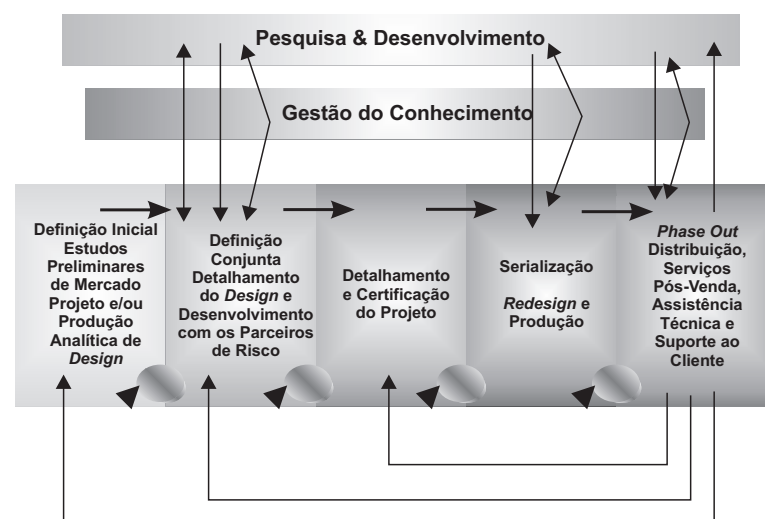 Pesquisa & Desenvolvimento
Gestão do Conhecimento
Definição Inicial
Estudos
Preliminares
de Mercado
Projeto e/ou
Produção
Analítica de
Design
Definição
Conjunta
Detalhamento
do Design e
Desenvolvimento
com os Parceiros
de Risco
Detalhamento
e Certificação
do Projeto
Serialização
Redesign e
Produção
Phase Out
Distribuição,
Serviços
Pós-Venda,
Assistência
Técnica e
Suporte ao
Cliente